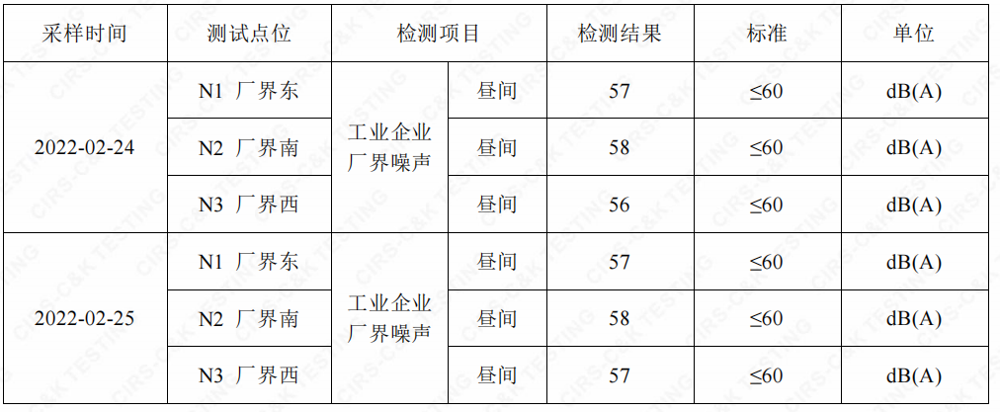 采样时间 测试点位 检测项目 检测结果 标准 单位
2022-02-24 N1 厂界东 工业企业厂界噪声 昼间 57 ≤60 dB(A)
N2 厂界南 昼间 58 ≤60 dB(A)
N3 厂界西 昼间 56 ≤60 dB(A)
2022-02-25 N1 厂界东 工业企业厂界噪声 昼间 57 ≤60 dB(A)
N2 厂界南 昼间 58 ≤60 dB(A)
N3 厂界西 昼间 57 ≤60 dB(A)
CIRS-C&K TESTING